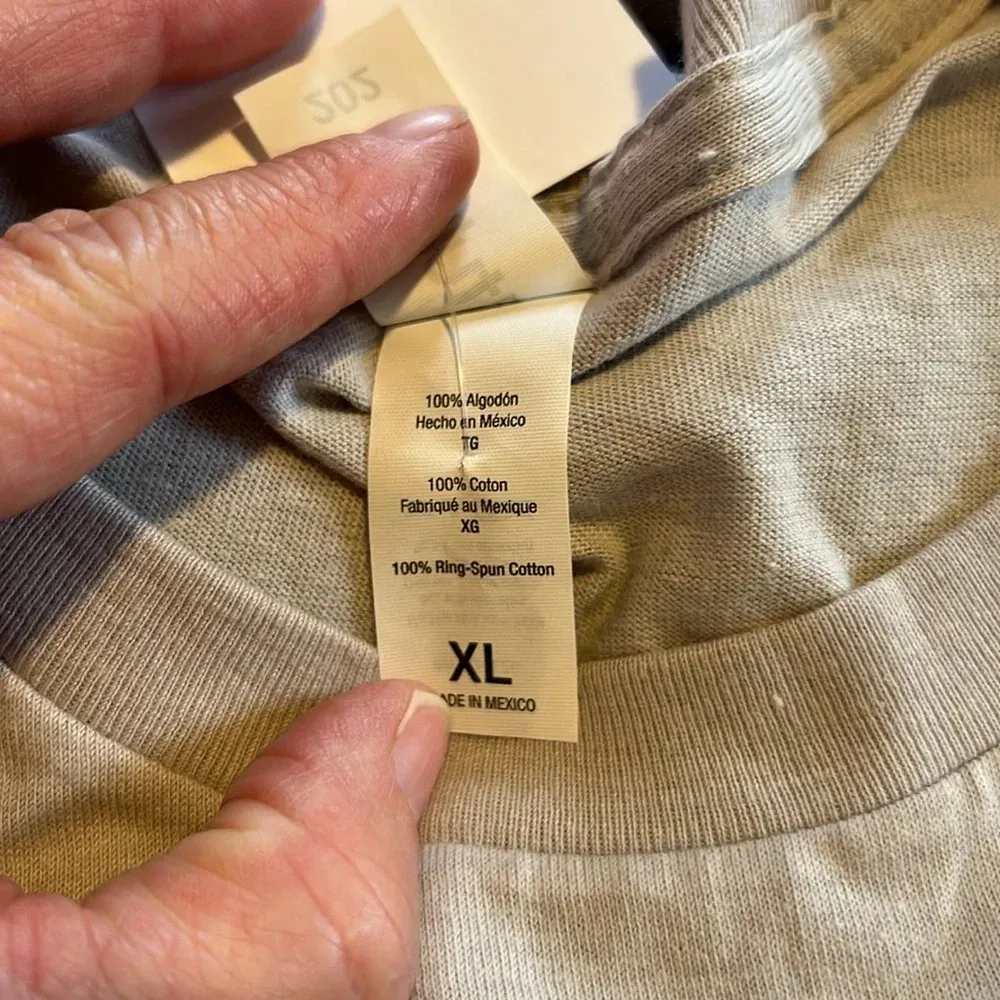 202
100% Algodón
Hecho en México
TG
100% Coton
Fabriqué au Mexique
XG
100% Ring-Spun Cotton
XL
ADE IN MEXICO